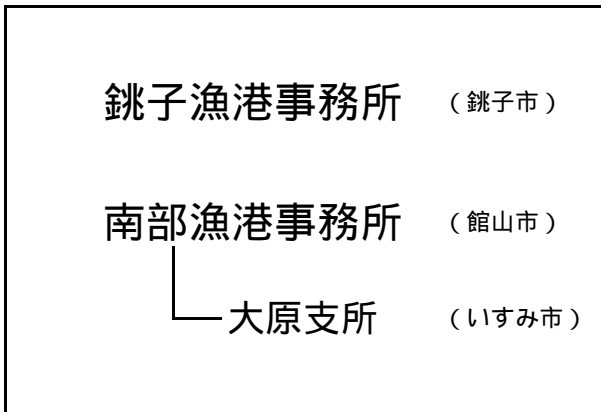 銚子漁港事務所 （銚子市）
南部漁港事務所 （館山市）
大原支所 （いすみ市）